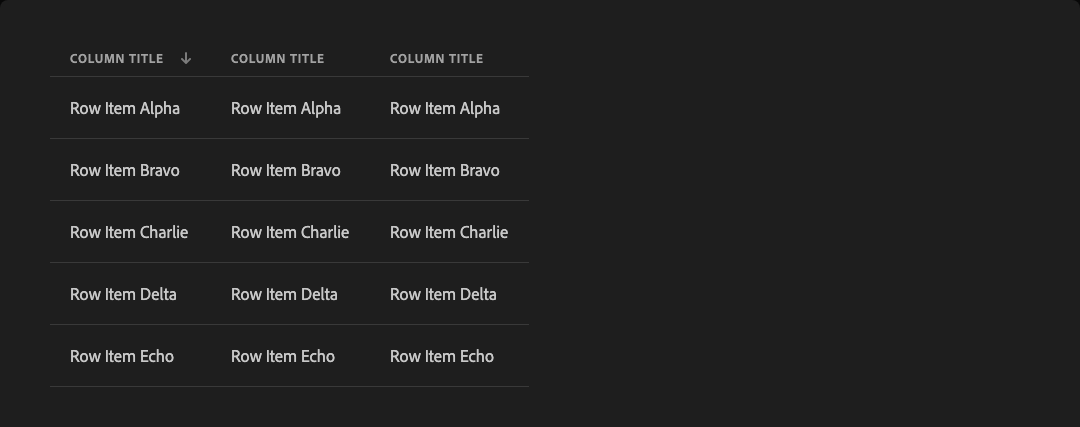 COLUMN TITLE COLUMN TITLE COLUMN TITLE
Row Item Alpha Row Item Alpha Row Item Alpha
Row Item Bravo Row Item Bravo Row Item Bravo
Row Item Charlie Row Item Charlie Row Item Charlie
Row Item Delta Row Item Delta Row Item Delta
Row Item Echo Row Item Echo Row Item Echo